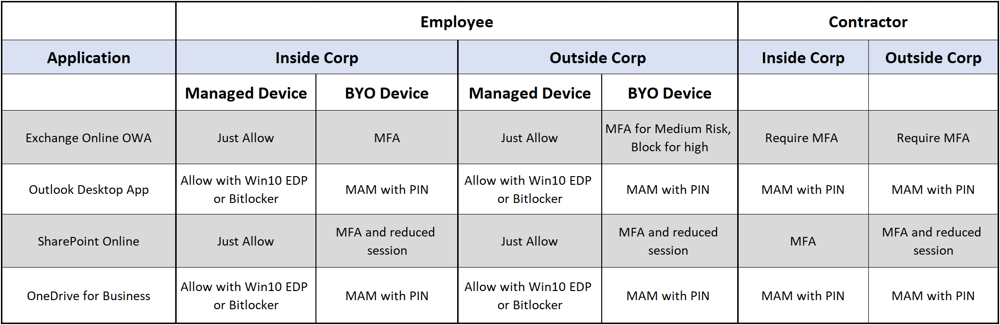 Employee Contractor
Application Inside Corp Outside Corp Inside Corp Outside Corp
Managed Device BYO Device Managed Device BYO Device
Exchange Online OWA
Just Allow
MFA
Just Allow
MFA for Medium Risk,
Block for high
Require MFA
Require MFA
Outlook Desktop App
Allow with Win10 EDP
or Bitlocker
MAM with PIN
Allow with Win10 EDP
or Bitlocker
MAM with PIN
MAM with PIN
MAM with PIN
SharePoint Online
Just Allow
MFA and reduced
session
Just Allow
MFA and reduced
session
MFA
MFA and reduced
session
OneDrive for Business
Allow with Win10 EDP
or Bitlocker
MAM with PIN
Allow with Win10 EDP
or Bitlocker
MAM with PIN
MAM with PIN
MAM with PIN